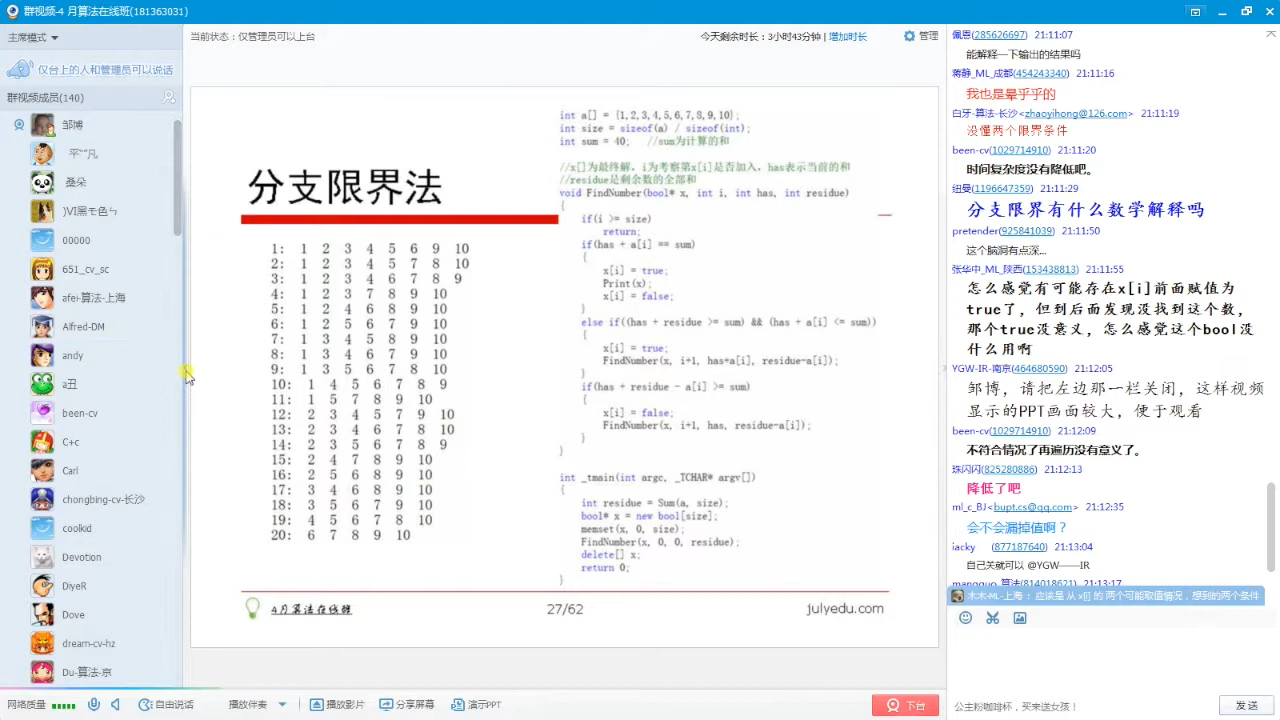 群视频-4 月算法在线班(181363031)
主席模式
当前状态：仅管理员可以上台
今天剩余时长：3小时43分钟 | 增加时长
管理
仅台上的人和管理员可以说话
群视频成员(140)
邹博
平˜"凡
叁朵
00000
651_cv_sc
afei-算法-上海
Alfred-DM
andy
a丑
been-cv
C+c
Carl
chongbing-cv-长沙
coolkid
Devotion
DiyeR
Dove
dream-cv-hz
Du-算法-京
分支限界法
1: 1 2 3 4 5 6 9 10
2: 1 2 3 4 5 7 8 10
3: 1 2 3 4 6 7 8 9
4: 1 2 3 7 8 9 10
5: 1 2 4 6 8 9 10
6: 1 2 5 6 7 9 10
7: 1 3 4 5 8 9 10
8: 1 3 4 6 7 9 10
9: 1 3 5 6 7 8 10
10: 1 4 5 6 7 8 9
11: 1 5 7 8 9 10
12: 2 3 4 5 7 9 10
13: 2 3 4 6 7 8 10
14: 2 3 5 6 7 8 9
15: 2 4 7 8 9 10
16: 2 5 6 8 9 10
17: 3 4 6 8 9 10
18: 3 5 6 7 9 10
19: 4 5 6 7 8 10
20: 6 7 8 9 10
int a[] = {1,2,3,4,5,6,7,8,9,10};
int size = sizeof(a) / sizeof(int);
int sum = 40;   //sum为计算的和
//x[]为最终解，i为考察第x[i]是否加入，has表示当前的和
//residue是剩余数的全部和
void FindNumber(bool* x, int i, int has, int residue)
{
if(i >= size)
return;
if(has + a[i] == sum)
{
x[i] = true;
Print(x);
x[i] = false;
}
else if((has + residue >= sum) && (has + a[i] <= sum))
{
x[i] = true;
FindNumber(x, i+1, has+a[i], residue-a[i]);
}
if(has + residue - a[i] >= sum)
{
x[i] = false;
FindNumber(x, i+1, has, residue-a[i]);
}
}
int _tmain(int argc, _TCHAR* argv[])
{
int residue = Sum(a, size);
bool* x = new bool[size];
memset(x, 0, size);
FindNumber(x, 0, 0, residue);
delete[] x;
return 0;
}
4月算法在线班
27/62
julyedu.com
佩恩(285626697) 21:11:07
能解释一下输出的结果吗
蒋静_ML_成都(454243340) 21:11:16
我也是晕乎乎的
白牙-算法-长沙<zhaoyihong@126.com> 21:11:19
没懂两个限界条件
been-cv(1029714910) 21:11:20
时间复杂度没有降低吧。
纽曼(1196647359) 21:11:29
分支限界有什么数学解释吗
pretender(925841039) 21:11:50
这个脑洞有点深...
张华中_ML_陕西(153438813) 21:11:55
怎么感觉有可能存在x[i]前面赋值为
true了，但到后面发现没找到这个数，
那个true没意义，怎么感觉这个bool没
什么用啊
YGW-IR-南京(464680590) 21:12:05
邹博，请把左边那一栏关闭，这样视频
显示的PPT画面较大，便于观看
been-cv(1029714910) 21:12:09
不符合情况了再遍历没有意义了。
珠闪闪(825280886) 21:12:13
降低了吧
ml_c_BJ<bupt.cs@qq.com> 21:12:35
会不会漏掉值啊？
iacky (877187640) 21:13:04
自己关就可以 @YGW——IR
mangguo 算法(814018621) 21:13:17
木木-ML-上海 ： 应该是 从 x[i] 的 两个可能取值情况，想到的两个条件
网络质量
自由说话
播放伴奏
播放影片
分享屏幕
演示PPT
下台
公主粉咖啡杯，买来送女孩！
发送